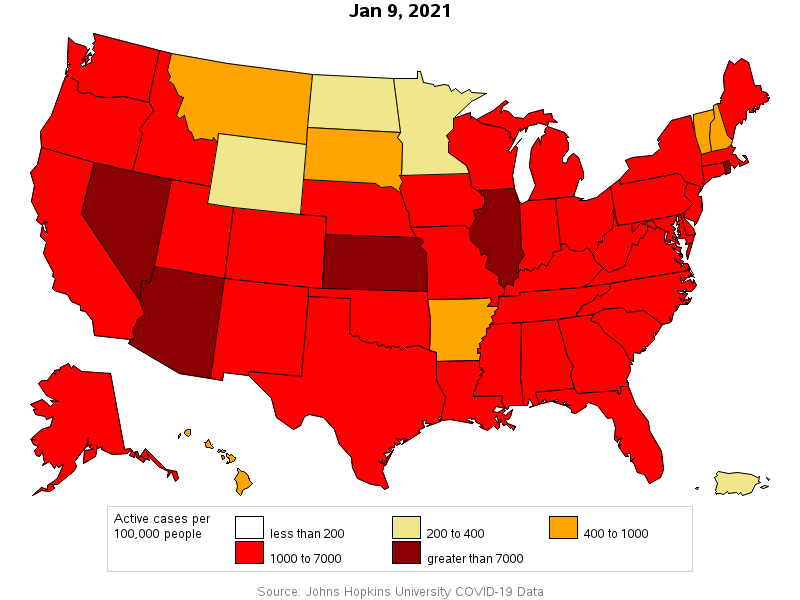 Jan 9, 2021
Active cases per
100,000 people
less than 200
200 to 400
400 to 1000
1000 to 7000
greater than 7000
Source: Johns Hopkins University COVID-19 Data